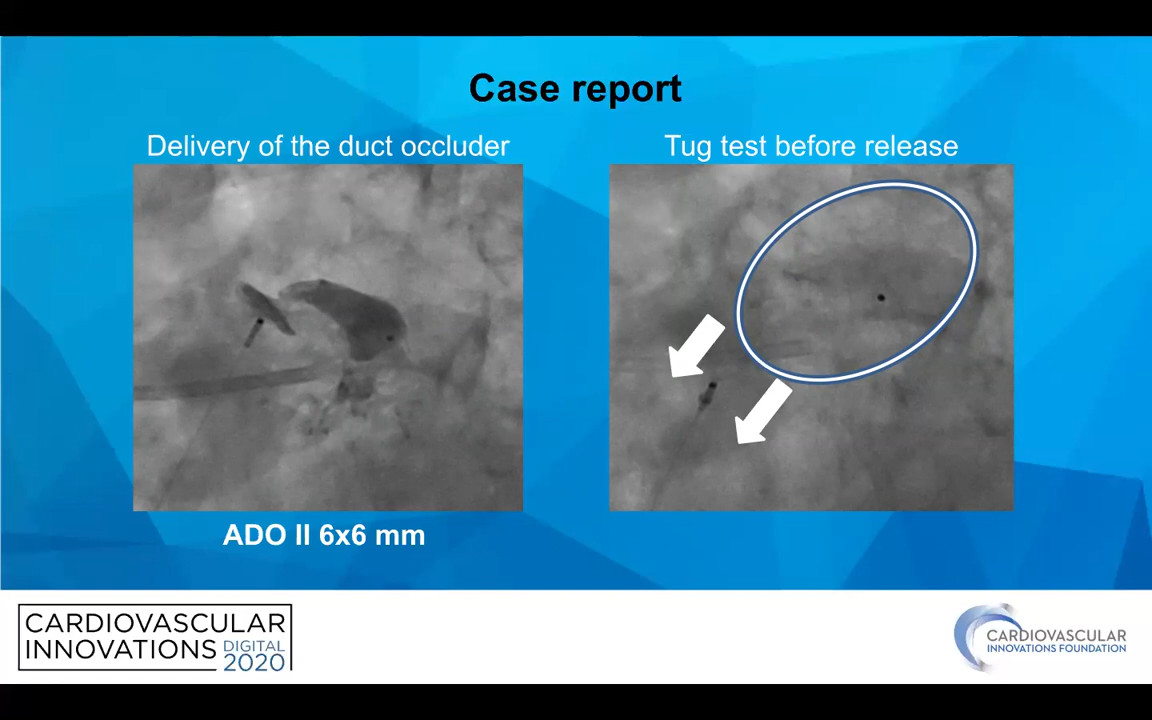 Case report
Delivery of the duct occluder
Tug test before release
ADO II 6x6 mm
CARDIOVASCULAR
INNOVATIONS DIGITAL
2020
CARDIOVASCULAR
INNOVATIONS FOUNDATION